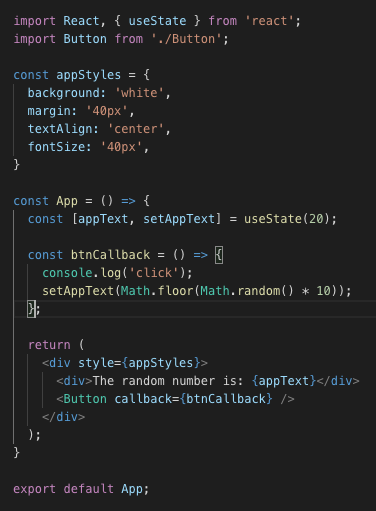 import React, { useState } from 'react';
import Button from './Button';
const appStyles = {
  background: 'white',
  margin: '40px',
  textAlign: 'center',
  fontSize: '40px',
}
const App = () => {
  const [appText, setAppText] = useState(20);
  const btnCallback = () => {
    console.log('click');
    setAppText(Math.floor(Math.random() * 10));
  };
  return (
    <div style={appStyles}>
      <div>The random number is: {appText}</div>
      <Button callback={btnCallback} />
    </div>
  );
}
export default App;